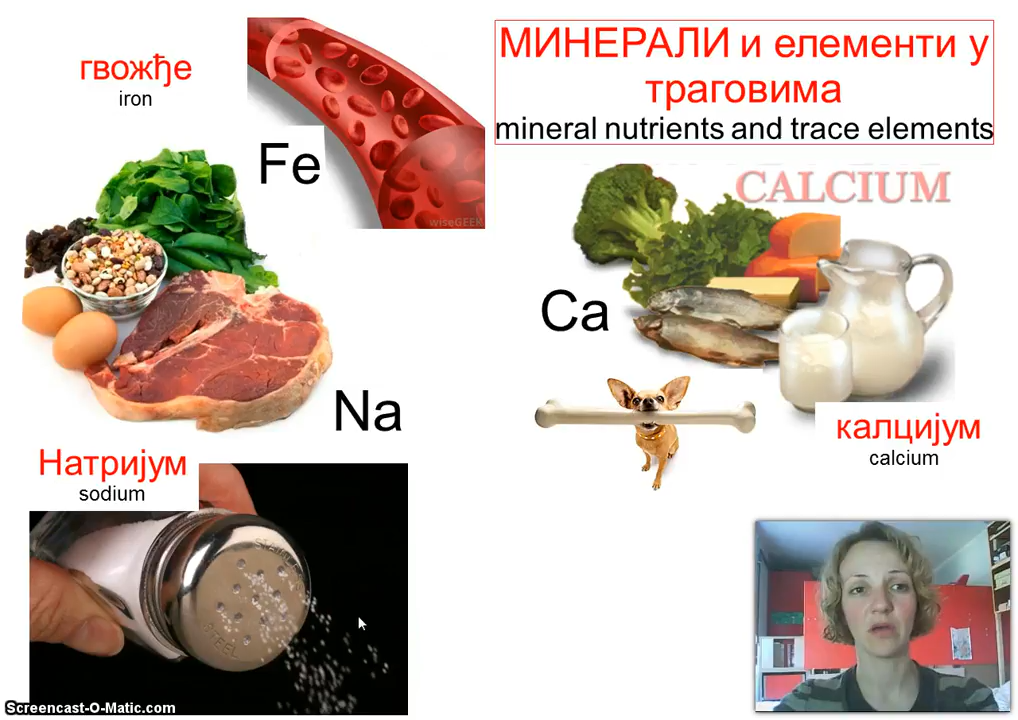 МИНЕРАЛИ и елементи у
траговима
mineral nutrients and trace elements
гвожђе
iron
Fe
wiseGEEK
CALCIUM
Ca
калцијум
calcium
Na
Натријум
sodium
STEEL
Screencast-O-Matic.com